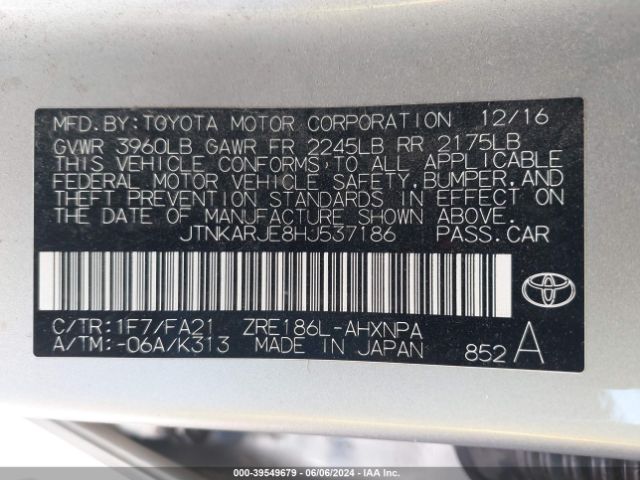 MFD. BY: TOYOTA MOTOR CORPORATION 12/16
GVWR 3960LB GAWR FR 2245LB RR 2175LB
THIS VEHICLE CONFORMS TO ALL APPLICABLE
FEDERAL MOTOR VEHICLE SAFETY, BUMPER, AND
THEFT PREVENTION STANDARDS IN EFFECT ON
THE DATE OF MANUFACTURE SHOWN ABOVE.
JTNKARJE8HJ537186 PASS. CAR
C/TR: 1F7/FA21 ZRE186L-AHXNPA
A/TM: -06A/K313 MADE IN JAPAN 852 A
TOYOTA
000-39549679 - 06/06/2024 - IAA Inc.